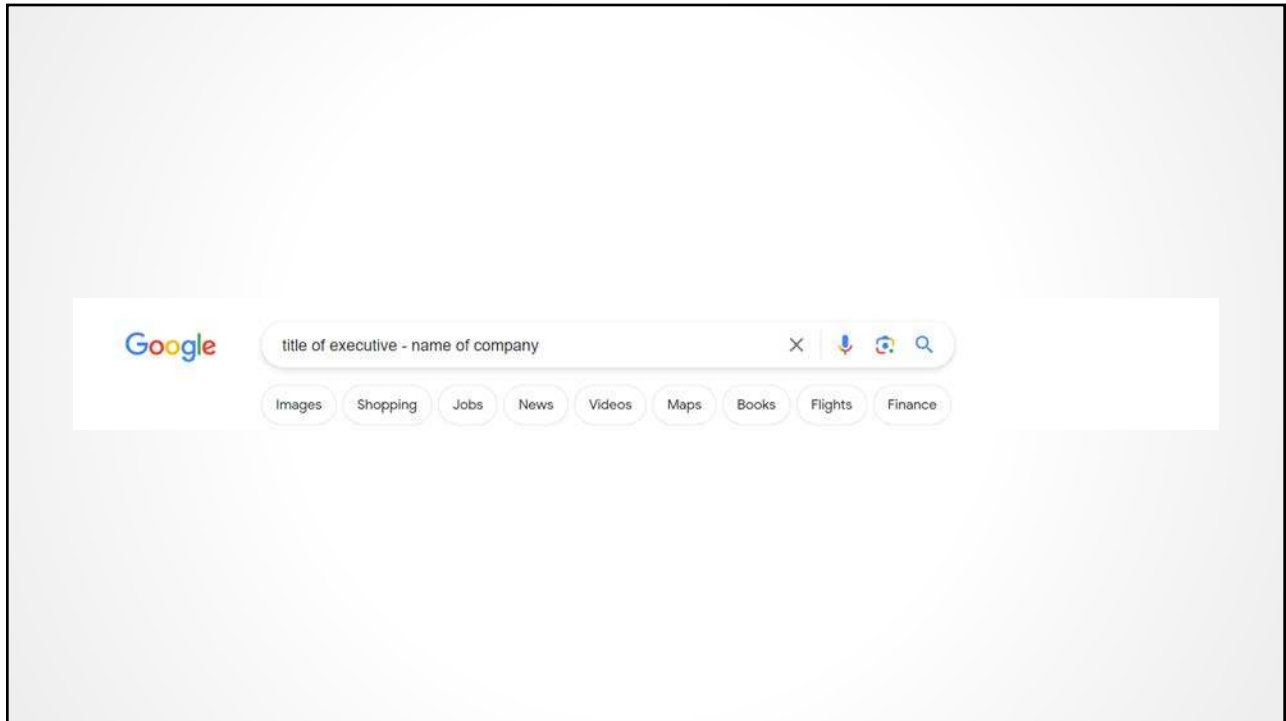 Google title of executive - name of company
Images Shopping Jobs News Videos Maps Books Flights Finance